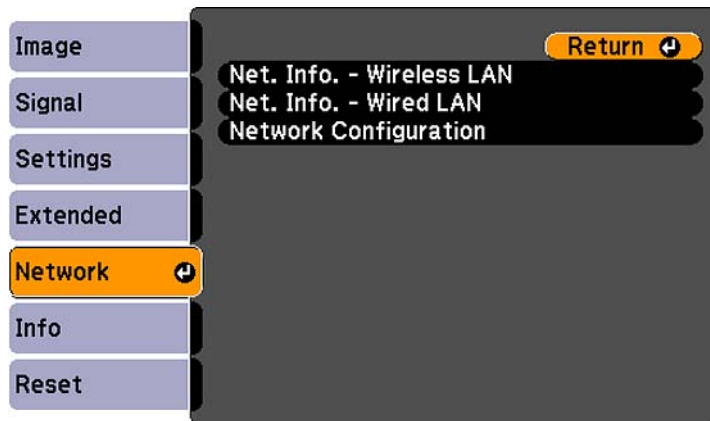 Image
Signal
Settings
Extended
Network
Info
Reset
Return
Net. Info. - Wireless LAN
Net. Info. - Wired LAN
Network Configuration